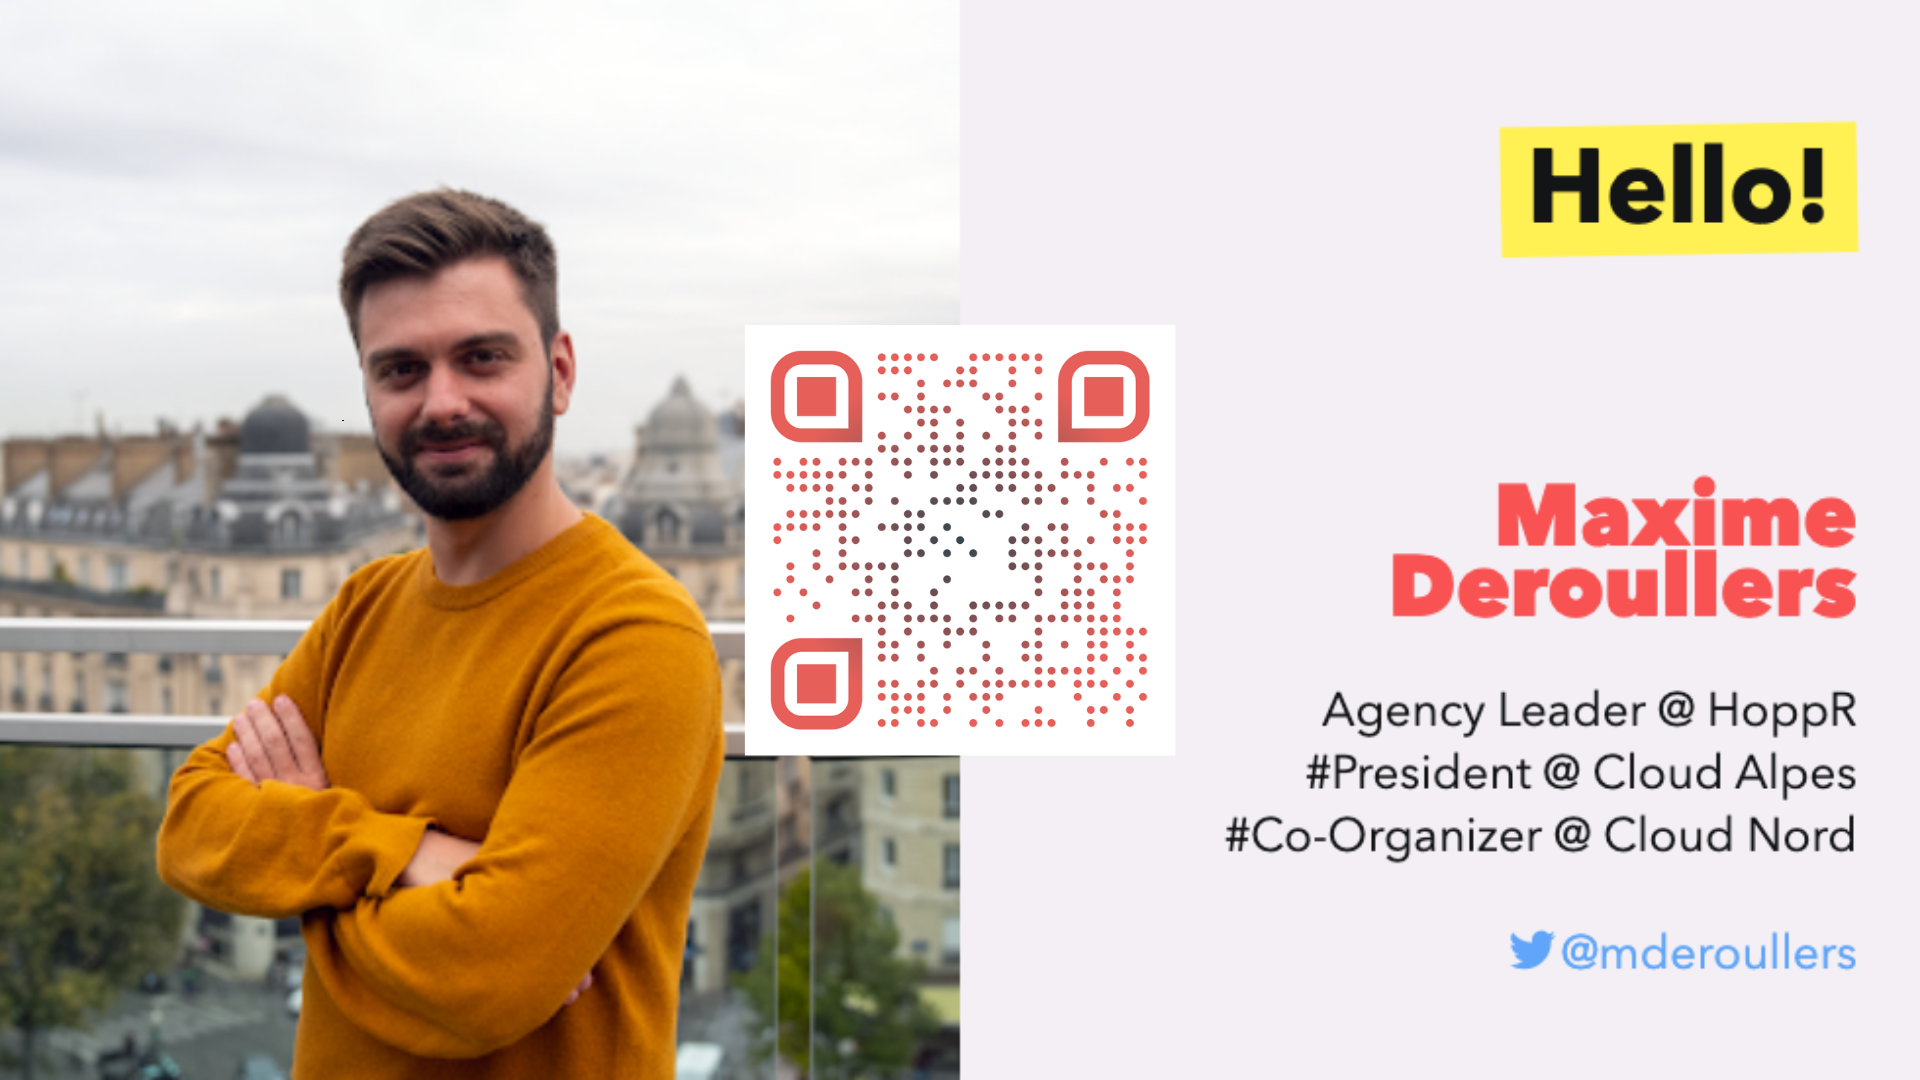 Hello!
Maxime
Deroullers
Agency Leader @ HoppR
#President @ Cloud Alpes
#Co-Organizer @ Cloud Nord
@mderoullers